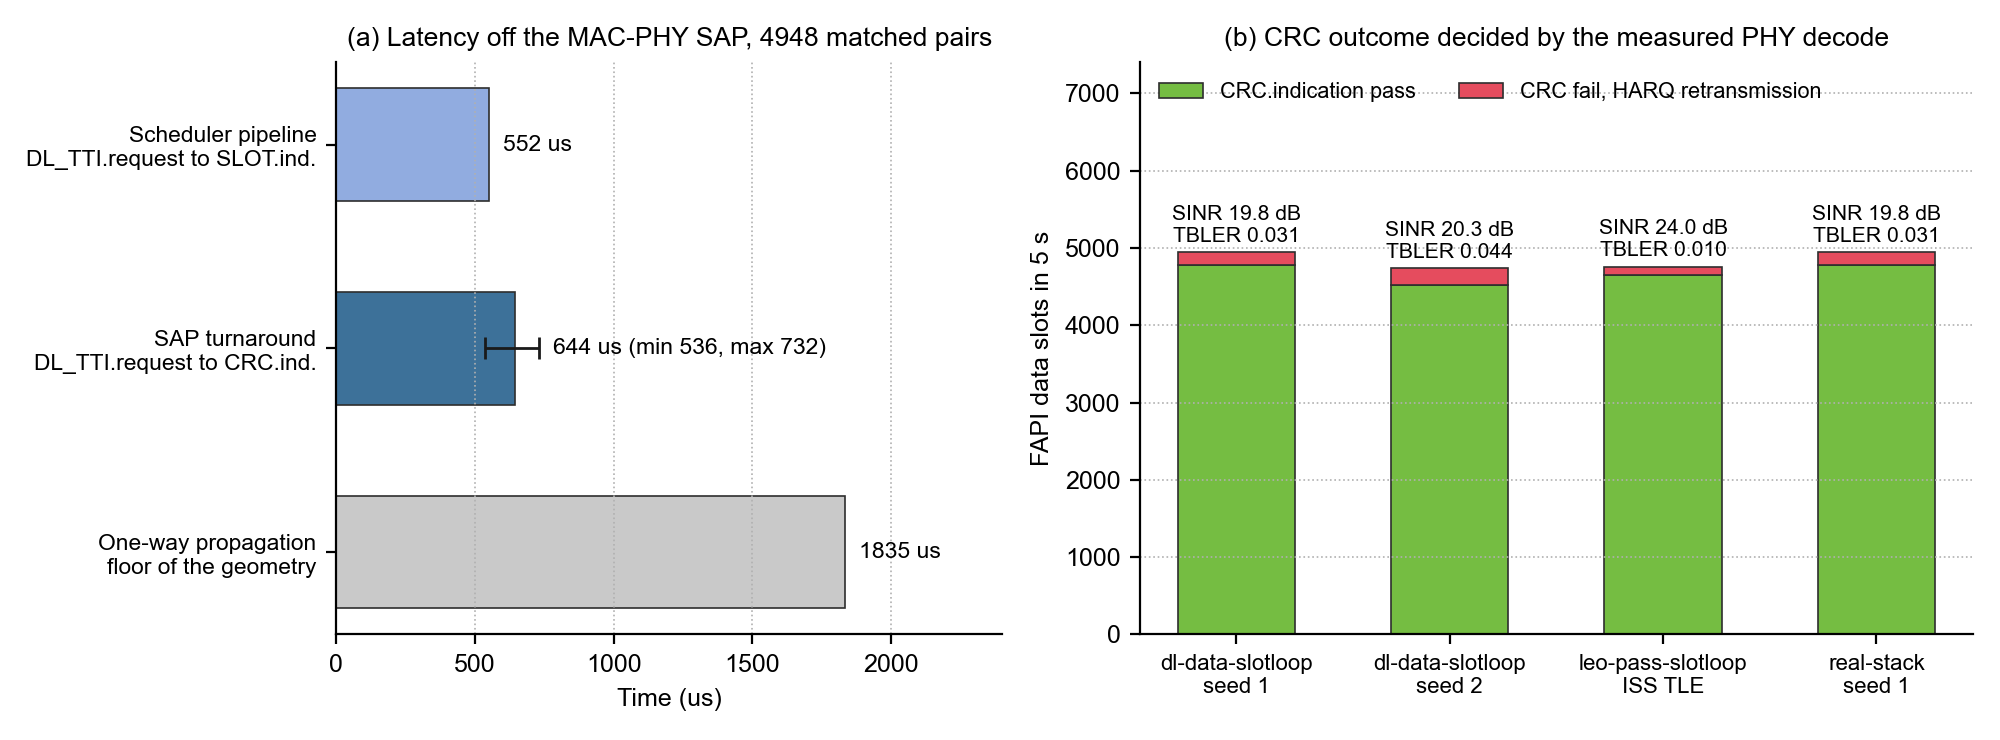 (a) Latency off the MAC-PHY SAP, 4948 matched pairs
Scheduler pipeline
DL_TTI.request to SLOT.ind.
552 us
SAP turnaround
DL_TTI.request to CRC.ind.
644 us (min 536, max 732)
One-way propagation
floor of the geometry
1835 us
0 500 1000 1500 2000
Time (us)
(b) CRC outcome decided by the measured PHY decode
CRC.indication pass
CRC fail, HARQ retransmission
FAPI data slots in 5 s
7000
6000
5000
4000
3000
2000
1000
0
SINR 19.8 dB
TBLER 0.031
SINR 20.3 dB
TBLER 0.044
SINR 24.0 dB
TBLER 0.010
SINR 19.8 dB
TBLER 0.031
dl-data-slotloop
seed 1
dl-data-slotloop
seed 2
leo-pass-slotloop
ISS TLE
real-stack
seed 1